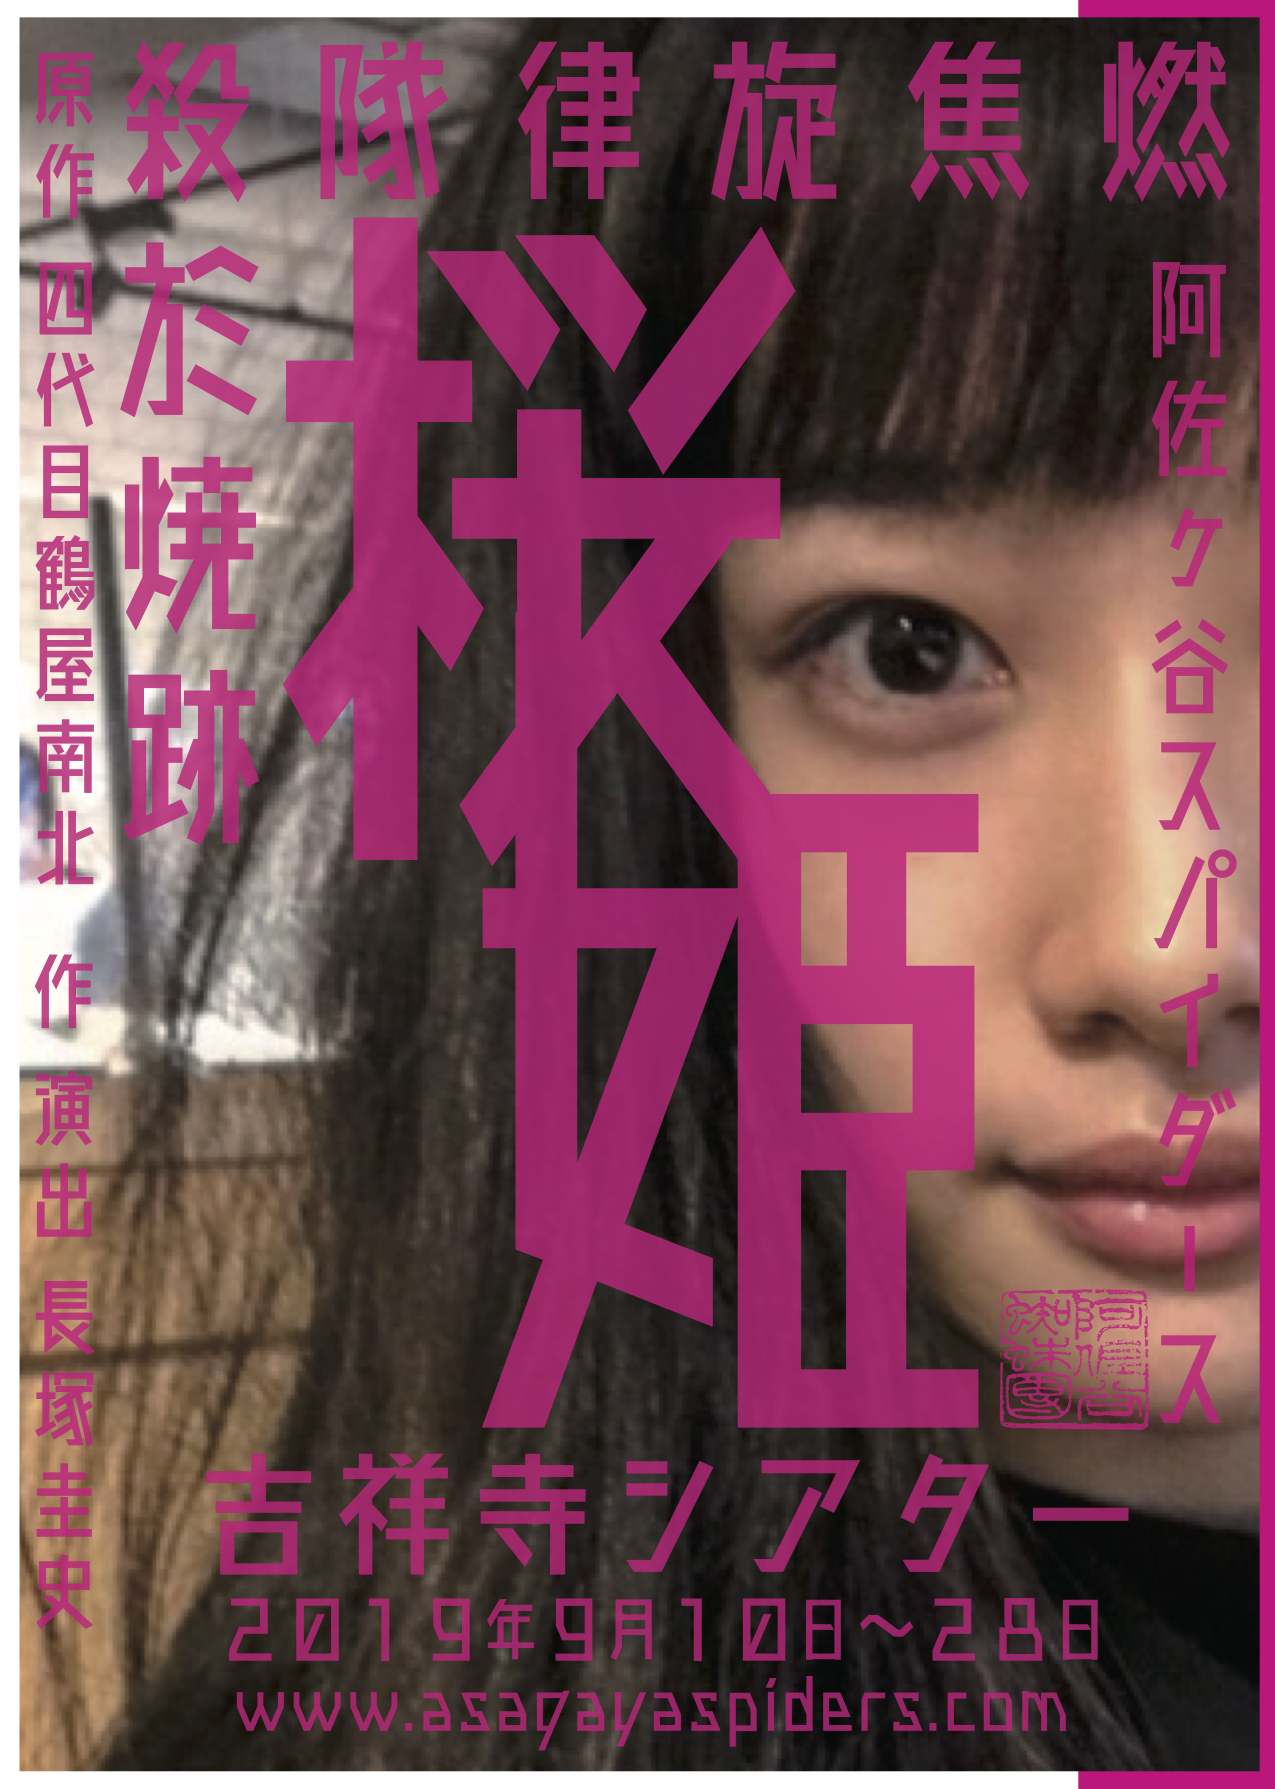 燃焦旋律隊殺於焼跡
阿佐ケ谷スパイダース
桜姫
原作 四代目鶴屋南北 作 演出 長塚圭史
吉祥寺シアター
2019年9月10日〜28日
www.asagayaspiders.com